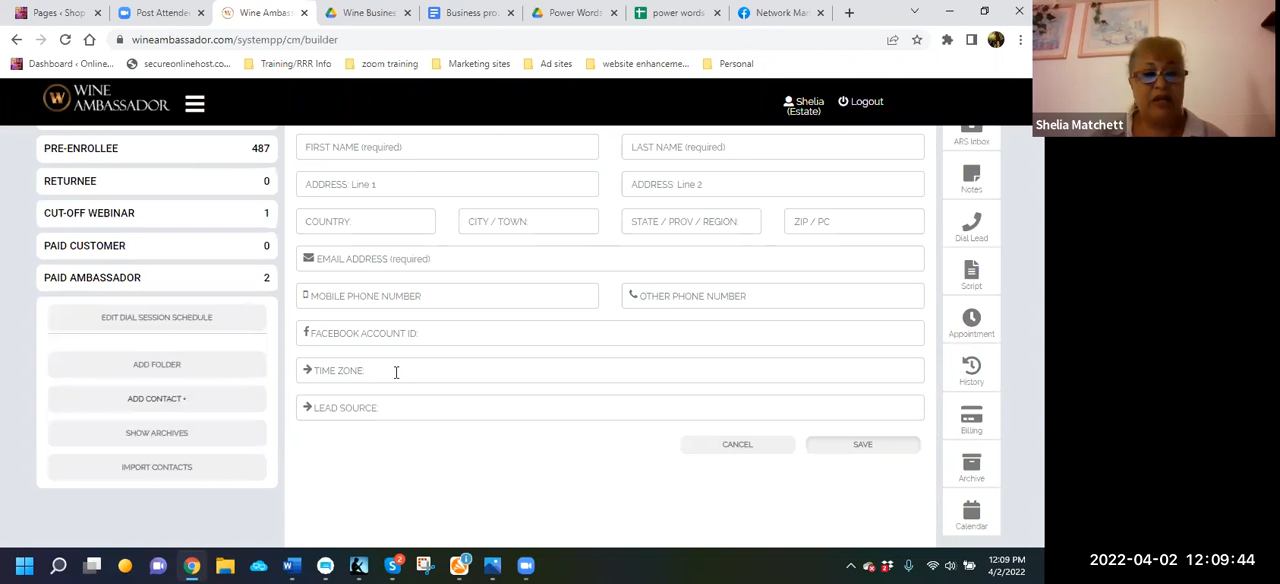 Pages < Shop
Post Attende
Wine Ambas
Wine Busines
Business pro
Power Words
power words
Network Mar
wineambassador.com/systempp/cm/builder
Dashboard ‹ Online...
secureonlinehost.co...
Training/RRR Info
zoom training
Marketing sites
Ad sites
website enhanceme...
Personal
WINE
AMBASSADOR
Shelia
(Estate)
Logout
Shelia Matchett
PRE-ENROLLEE 487
RETURNEE 0
CUT-OFF WEBINAR 1
PAID CUSTOMER 0
PAID AMBASSADOR 2
EDIT DIAL SESSION SCHEDULE
ADD FOLDER
ADD CONTACT +
SHOW ARCHIVES
IMPORT CONTACTS
FIRST NAME (required)
LAST NAME (required)
ADDRESS: Line 1
ADDRESS: Line 2
COUNTRY:
CITY / TOWN:
STATE / PROV / REGION:
ZIP / PC
EMAIL ADDRESS (required)
MOBILE PHONE NUMBER
OTHER PHONE NUMBER
FACEBOOK ACCOUNT ID:
TIME ZONE:
LEAD SOURCE:
CANCEL
SAVE
ARS Inbox
Notes
Dial Lead
Script
Appointment
History
Billing
Archive
Calendar
12:09 PM
4/2/2022
2022-04-02 12:09:44